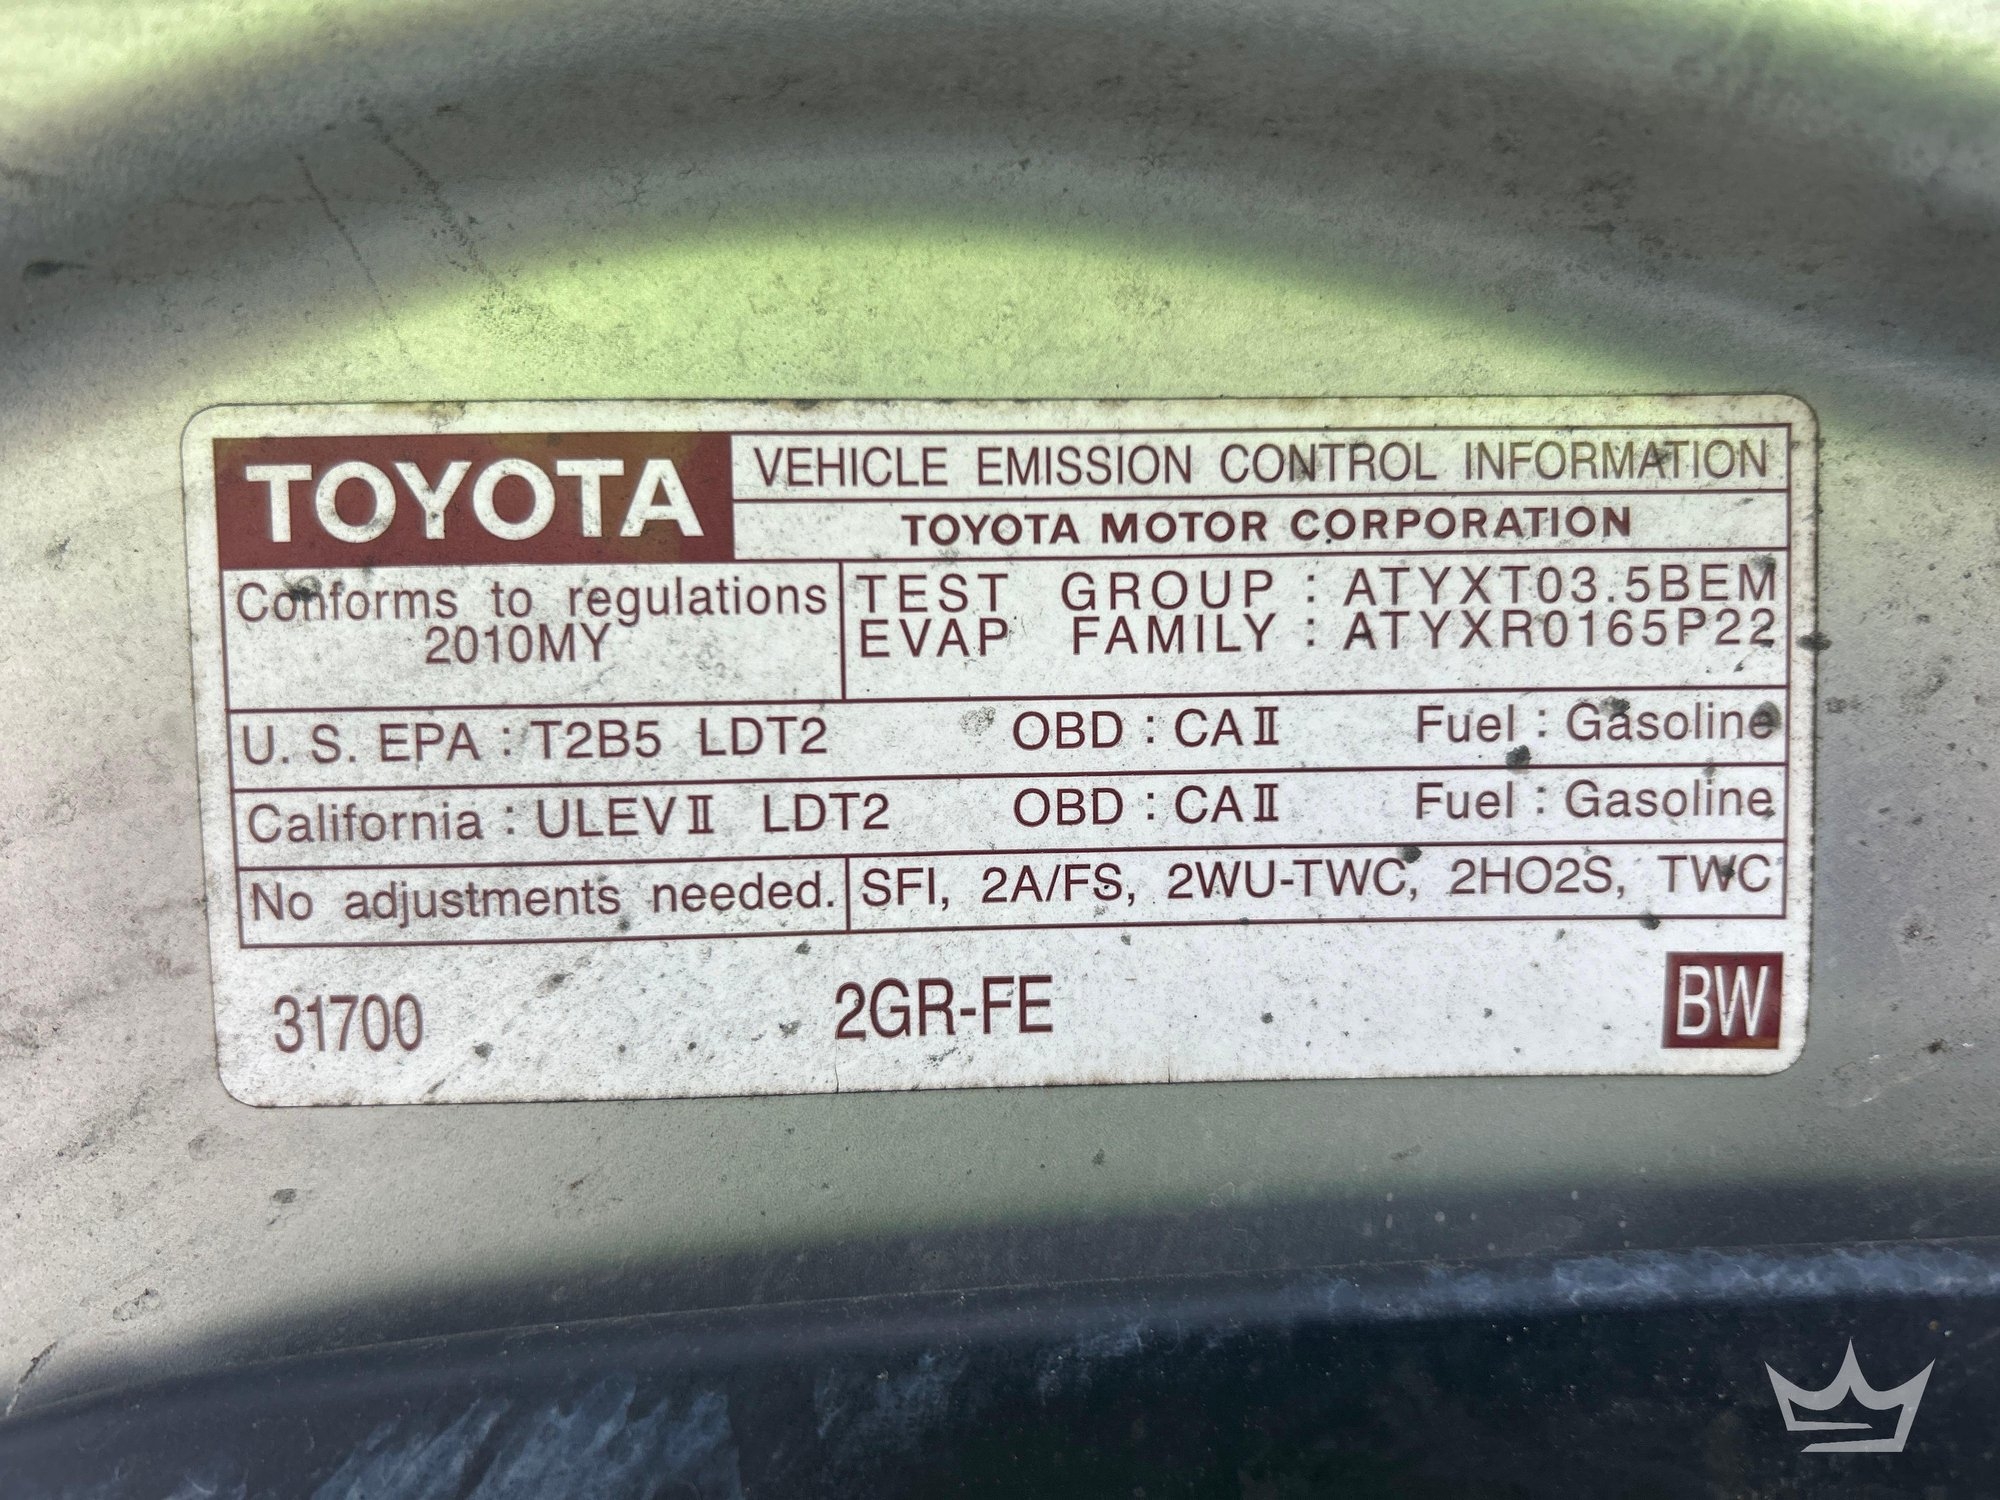 TOYOTA
VEHICLE EMISSION CONTROL INFORMATION
TOYOTA MOTOR CORPORATION
Conforms to regulations
2010MY
TEST GROUP : ATYXT03.5BEM
EVAP FAMILY : ATYXR0165P22
U. S. EPA : T2B5 LDT2 OBD : CAⅡ Fuel : Gasoline
California : ULEVⅡ LDT2 OBD : CAⅡ Fuel : Gasoline
No adjustments needed. SFI, 2A/FS, 2WU-TWC, 2HO2S, TWC
31700 2GR-FE BW